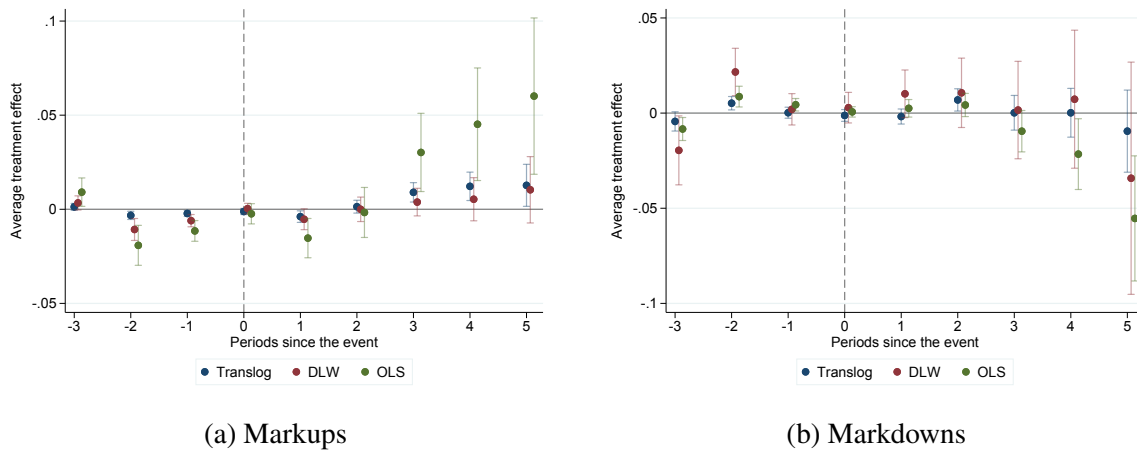 Average treatment effect
.1
.05
0
-.05
-3 -2 -1 0 1 2 3 4 5
Periods since the event
Translog DLW OLS
(a) Markups
Average treatment effect
.05
0
-.05
-.1
-3 -2 -1 0 1 2 3 4 5
Periods since the event
Translog DLW OLS
(b) Markdowns